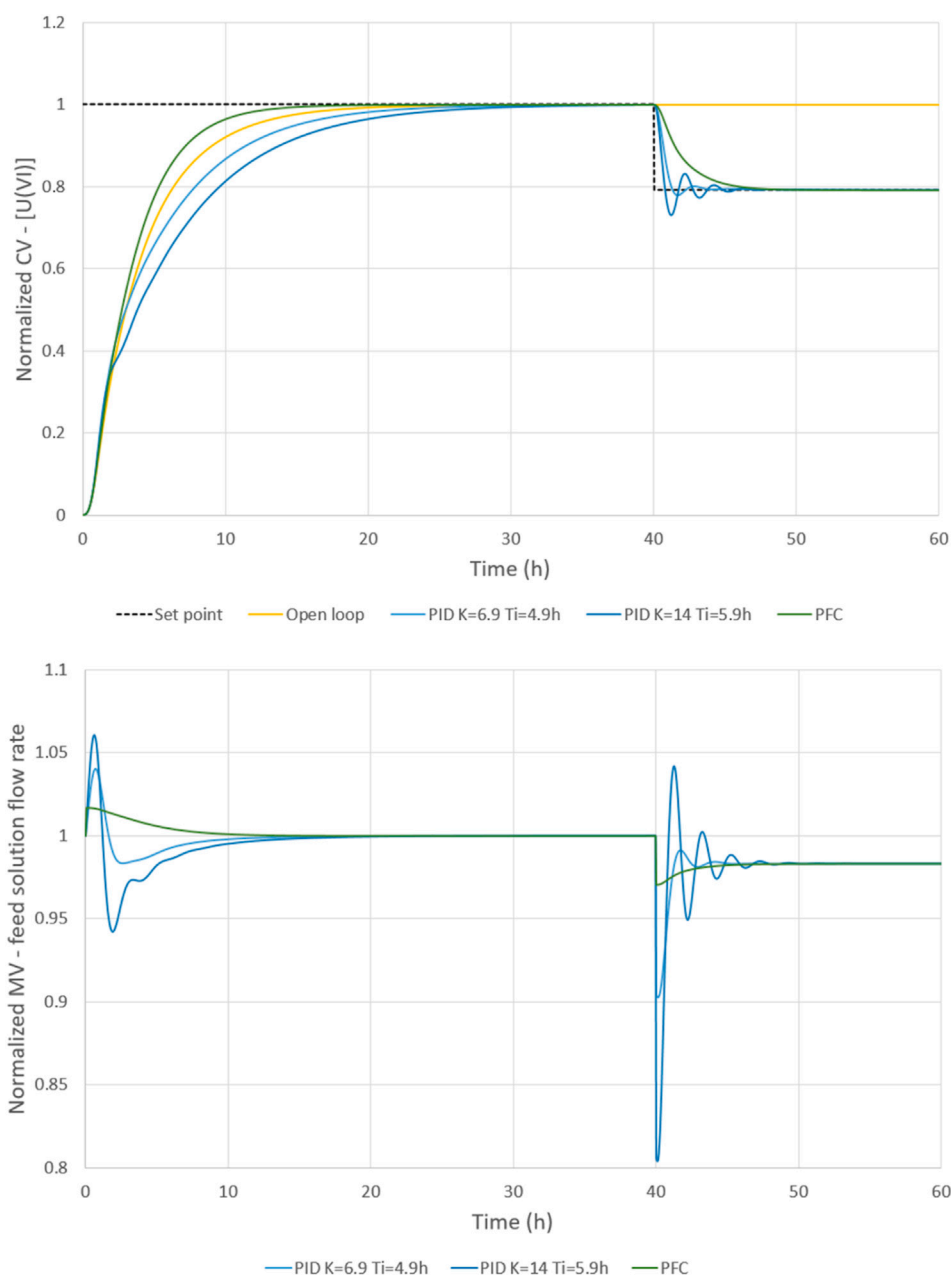 Normalized CV - [U(VI)]
1.2
1
0.8
0.6
0.4
0.2
0
0 10 20 30 40 50 60
Time (h)
Set point Open loop PID K=6.9 Ti=4.9h PID K=14 Ti=5.9h PFC
Normalized MV - feed solution flow rate
1.1
1.05
1
0.95
0.9
0.85
0.8
0 10 20 30 40 50 60
Time (h)
PID K=6.9 Ti=4.9h PID K=14 Ti=5.9h PFC